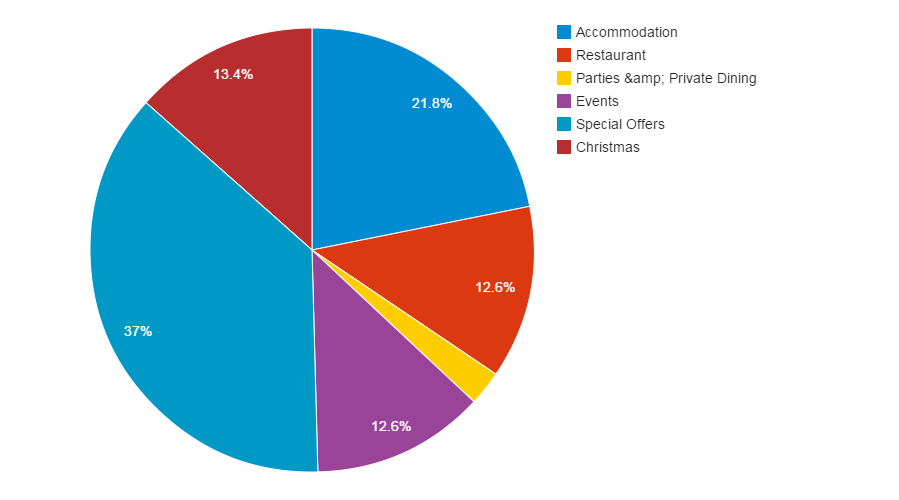 13.4%
21.8%
12.6%
37%
12.6%
Accommodation
Restaurant
Parties &amp; Private Dining
Events
Special Offers
Christmas